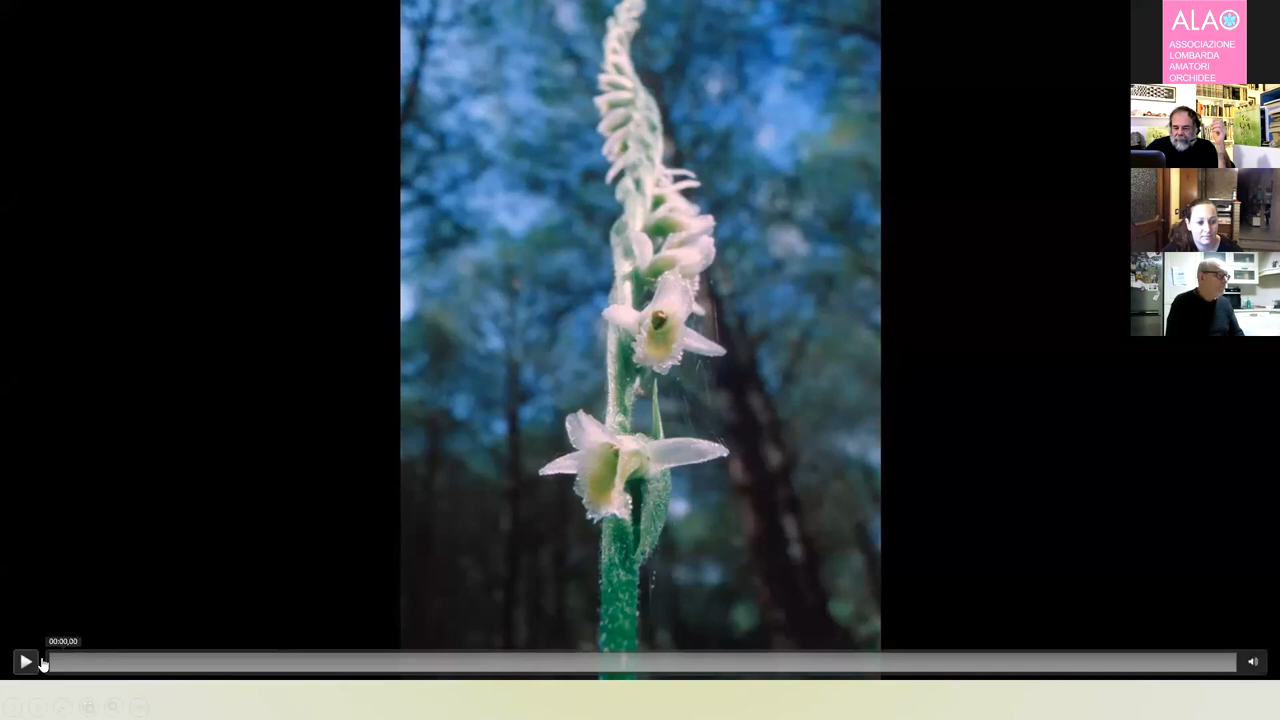 ALAO
ASSOCIAZIONE
LOMBARDA
AMATORI
ORCHIDEE
00:00,00